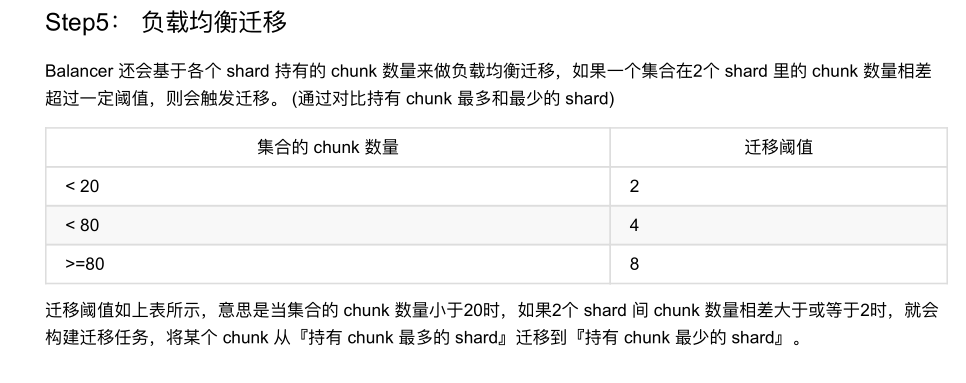 Step5： 负载均衡迁移
Balancer 还会基于各个 shard 持有的 chunk 数量来做负载均衡迁移，如果一个集合在2个 shard 里的 chunk 数量相差
超过一定阈值，则会触发迁移。 (通过对比持有 chunk 最多和最少的 shard)
集合的 chunk 数量 迁移阈值
< 20 2
< 80 4
>=80 8
迁移阈值如上表所示，意思是当集合的 chunk 数量小于20时，如果2个 shard 间 chunk 数量相差大于或等于2时，就会
构建迁移任务，将某个 chunk 从『持有 chunk 最多的 shard』迁移到『持有 chunk 最少的 shard』。